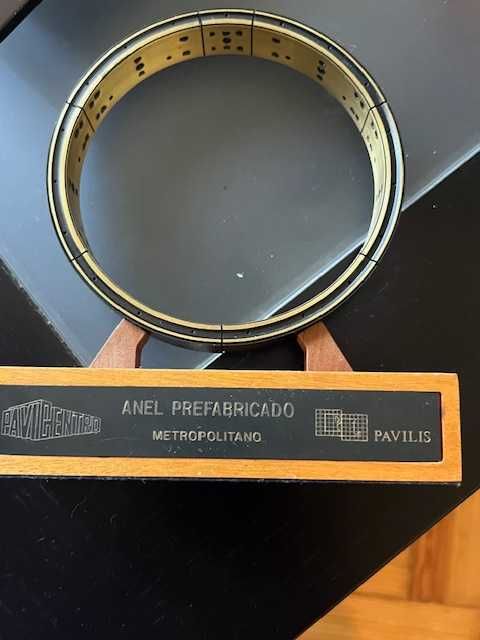 PAVICENTRO
ANEL PREFABRICADO
METROPOLITANO
PAVILIS